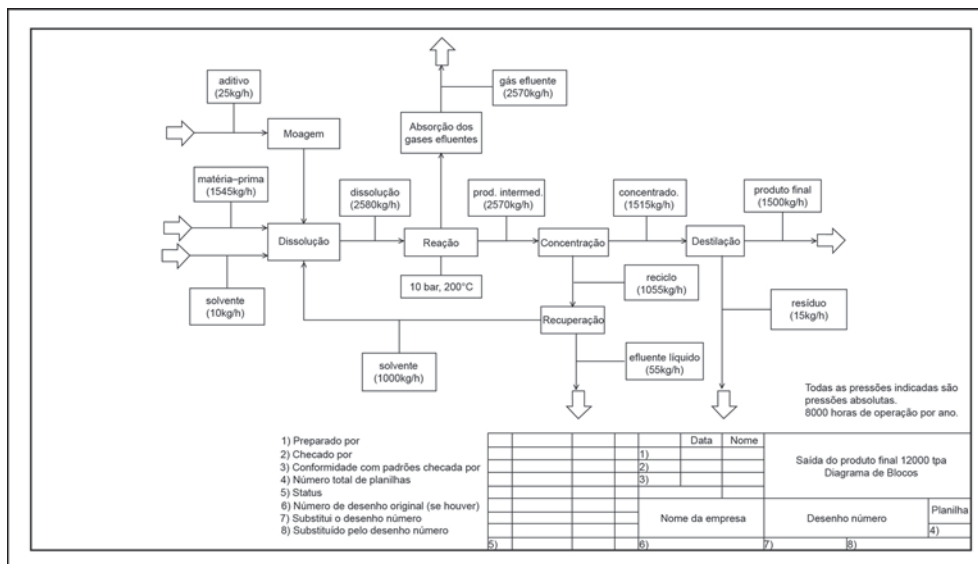 aditivo
(25kg/h)
gás efluente
(2570kg/h)
Moagem
Absorção dos
gases efluentes
matéria–prima
(1545kg/h)
dissolução
(2580kg/h)
prod. intermed.
(2570kg/h)
concentrado.
(1515kg/h)
produto final
(1500kg/h)
Dissolução
Reação
Concentração
Destilação
solvente
(10kg/h)
10 bar, 200°C
reciclo
(1055kg/h)
resíduo
(15kg/h)
Recuperação
solvente
(1000kg/h)
efluente líquido
(55kg/h)
Todas as pressões indicadas são
pressões absolutas.
8000 horas de operação por ano.
1) Preparado por
2) Checado por
3) Conformidade com padrões checada por
4) Número total de planilhas
5) Status
6) Número de desenho original (se houver)
7) Substitui o desenho número
8) Substituído pelo desenho número
Data Nome
1)
2)
3)
Saída do produto final 12000 tpa
Diagrama de Blocos
Nome da empresa
Desenho número
Planilha
4)
5) 6) 7) 8)